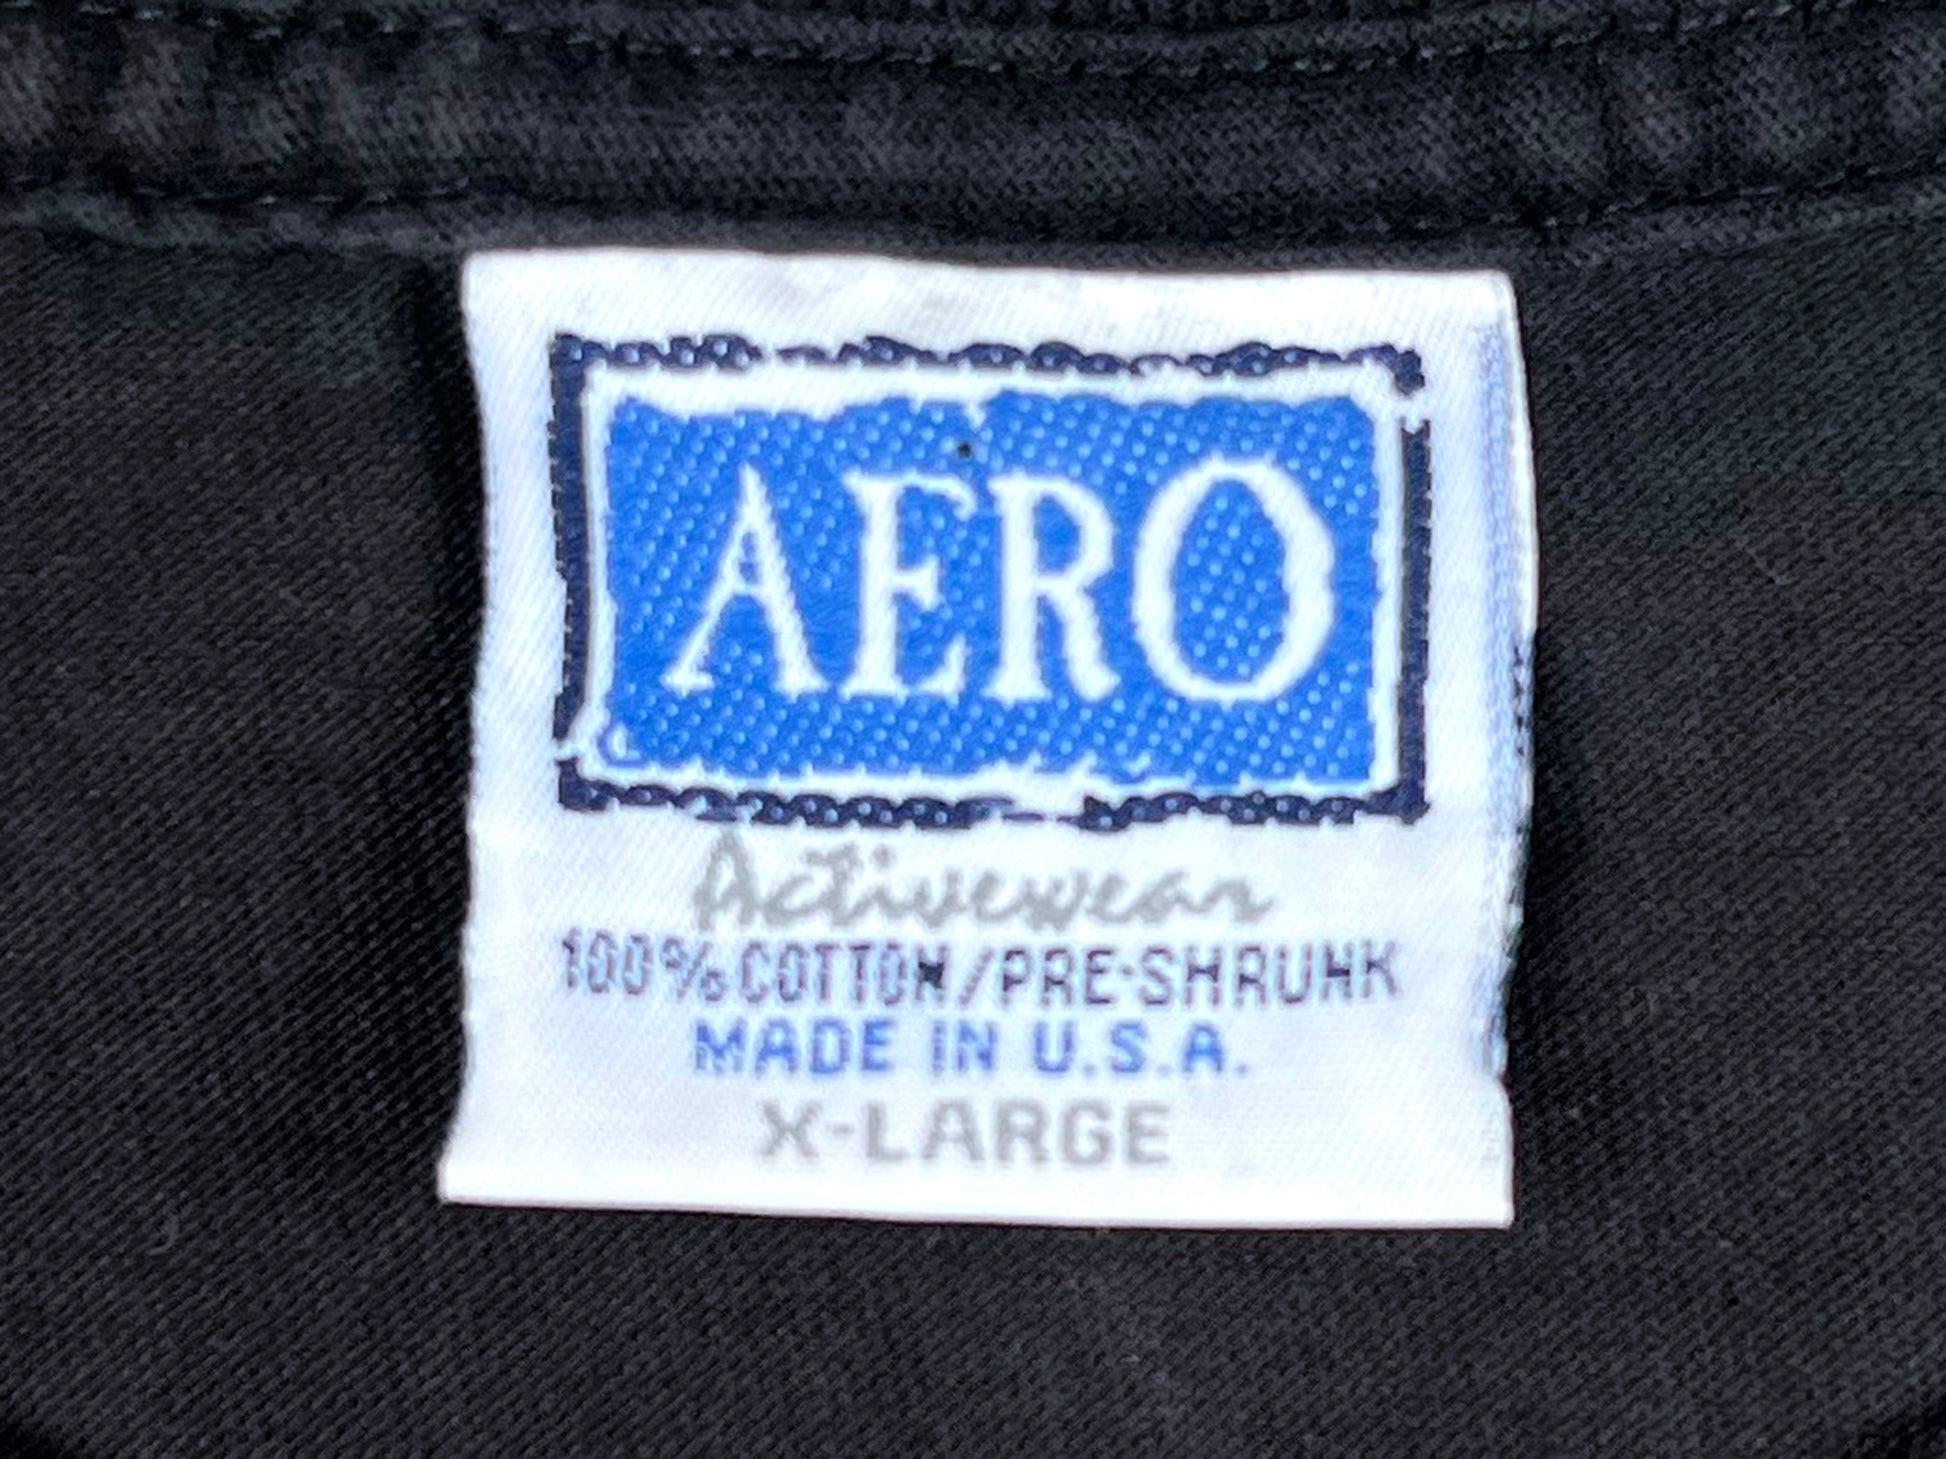 AERO
Activewear
100% COTTON/PRE-SHRUNK
MADE IN U.S.A.
X-LARGE